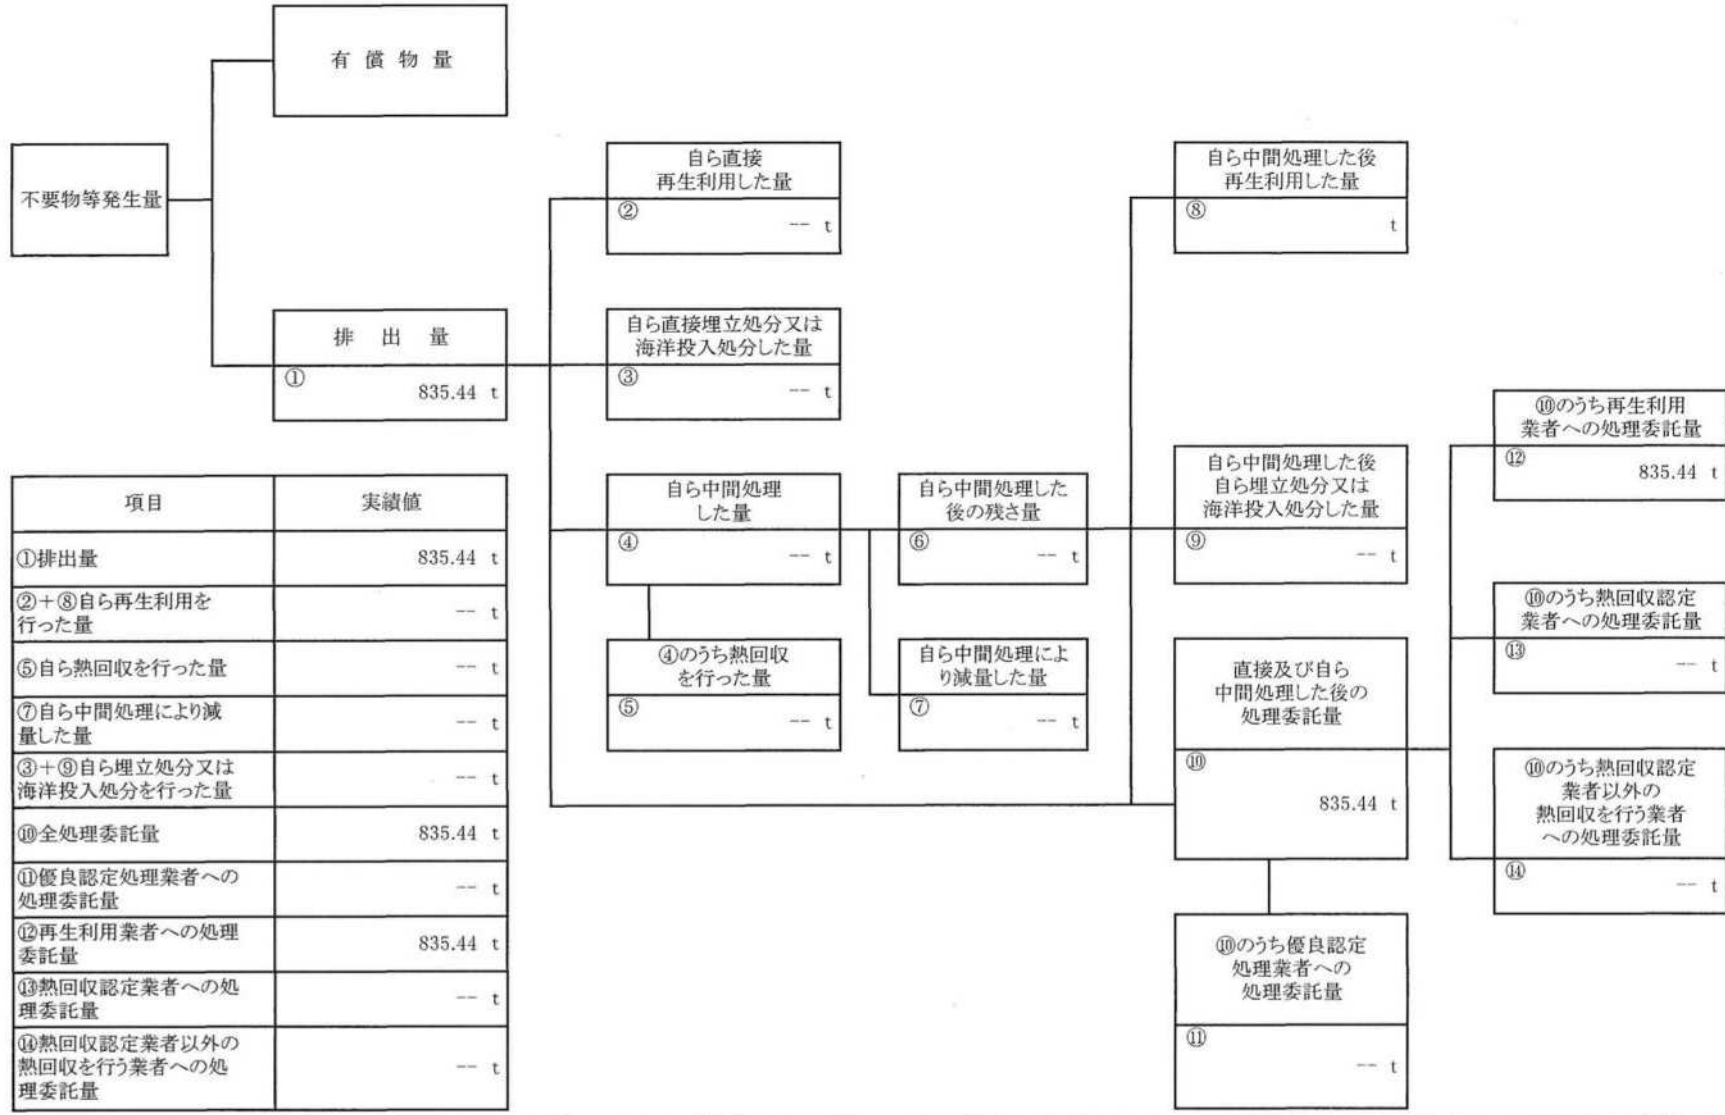 有 償 物 量
不要物等発生量
排 出 量
①
835.44 t
自ら直接
再生利用した量
②
-- t
自ら直接埋立処分又は
海洋投入処分した量
③
-- t
自ら中間処理
した量
④
-- t
④のうち熱回収
を行った量
⑤
-- t
自ら中間処理した
後の残さ量
⑥
-- t
自ら中間処理によ
り減量した量
⑦
-- t
自ら中間処理した後
再生利用した量
⑧
t
自ら中間処理した後
自ら埋立処分又は
海洋投入処分した量
⑨
-- t
直接及び自ら
中間処理した後の
処理委託量
⑩
835.44 t
⑩のうち優良認定
処理業者への
処理委託量
⑪
-- t
⑩のうち再生利用
業者への処理委託量
⑫
835.44 t
⑩のうち熱回収認定
業者への処理委託量
⑬
-- t
⑩のうち熱回収認定
業者以外の
熱回収を行う業者
への処理委託量
⑭
-- t
項目 実績値
①排出量 835.44 t
②+⑧自ら再生利用を
行った量
-- t
⑤自ら熱回収を行った量 -- t
⑦自ら中間処理により減
量した量
-- t
③+⑨自ら埋立処分又は
海洋投入処分を行った量
-- t
⑩全処理委託量 835.44 t
⑪優良認定処理業者への
処理委託量
-- t
⑫再生利用業者への処理
委託量
835.44 t
⑬熱回収認定業者への処
理委託量
-- t
⑭熱回収認定業者以外の
熱回収を行う業者への処
理委託量
-- t